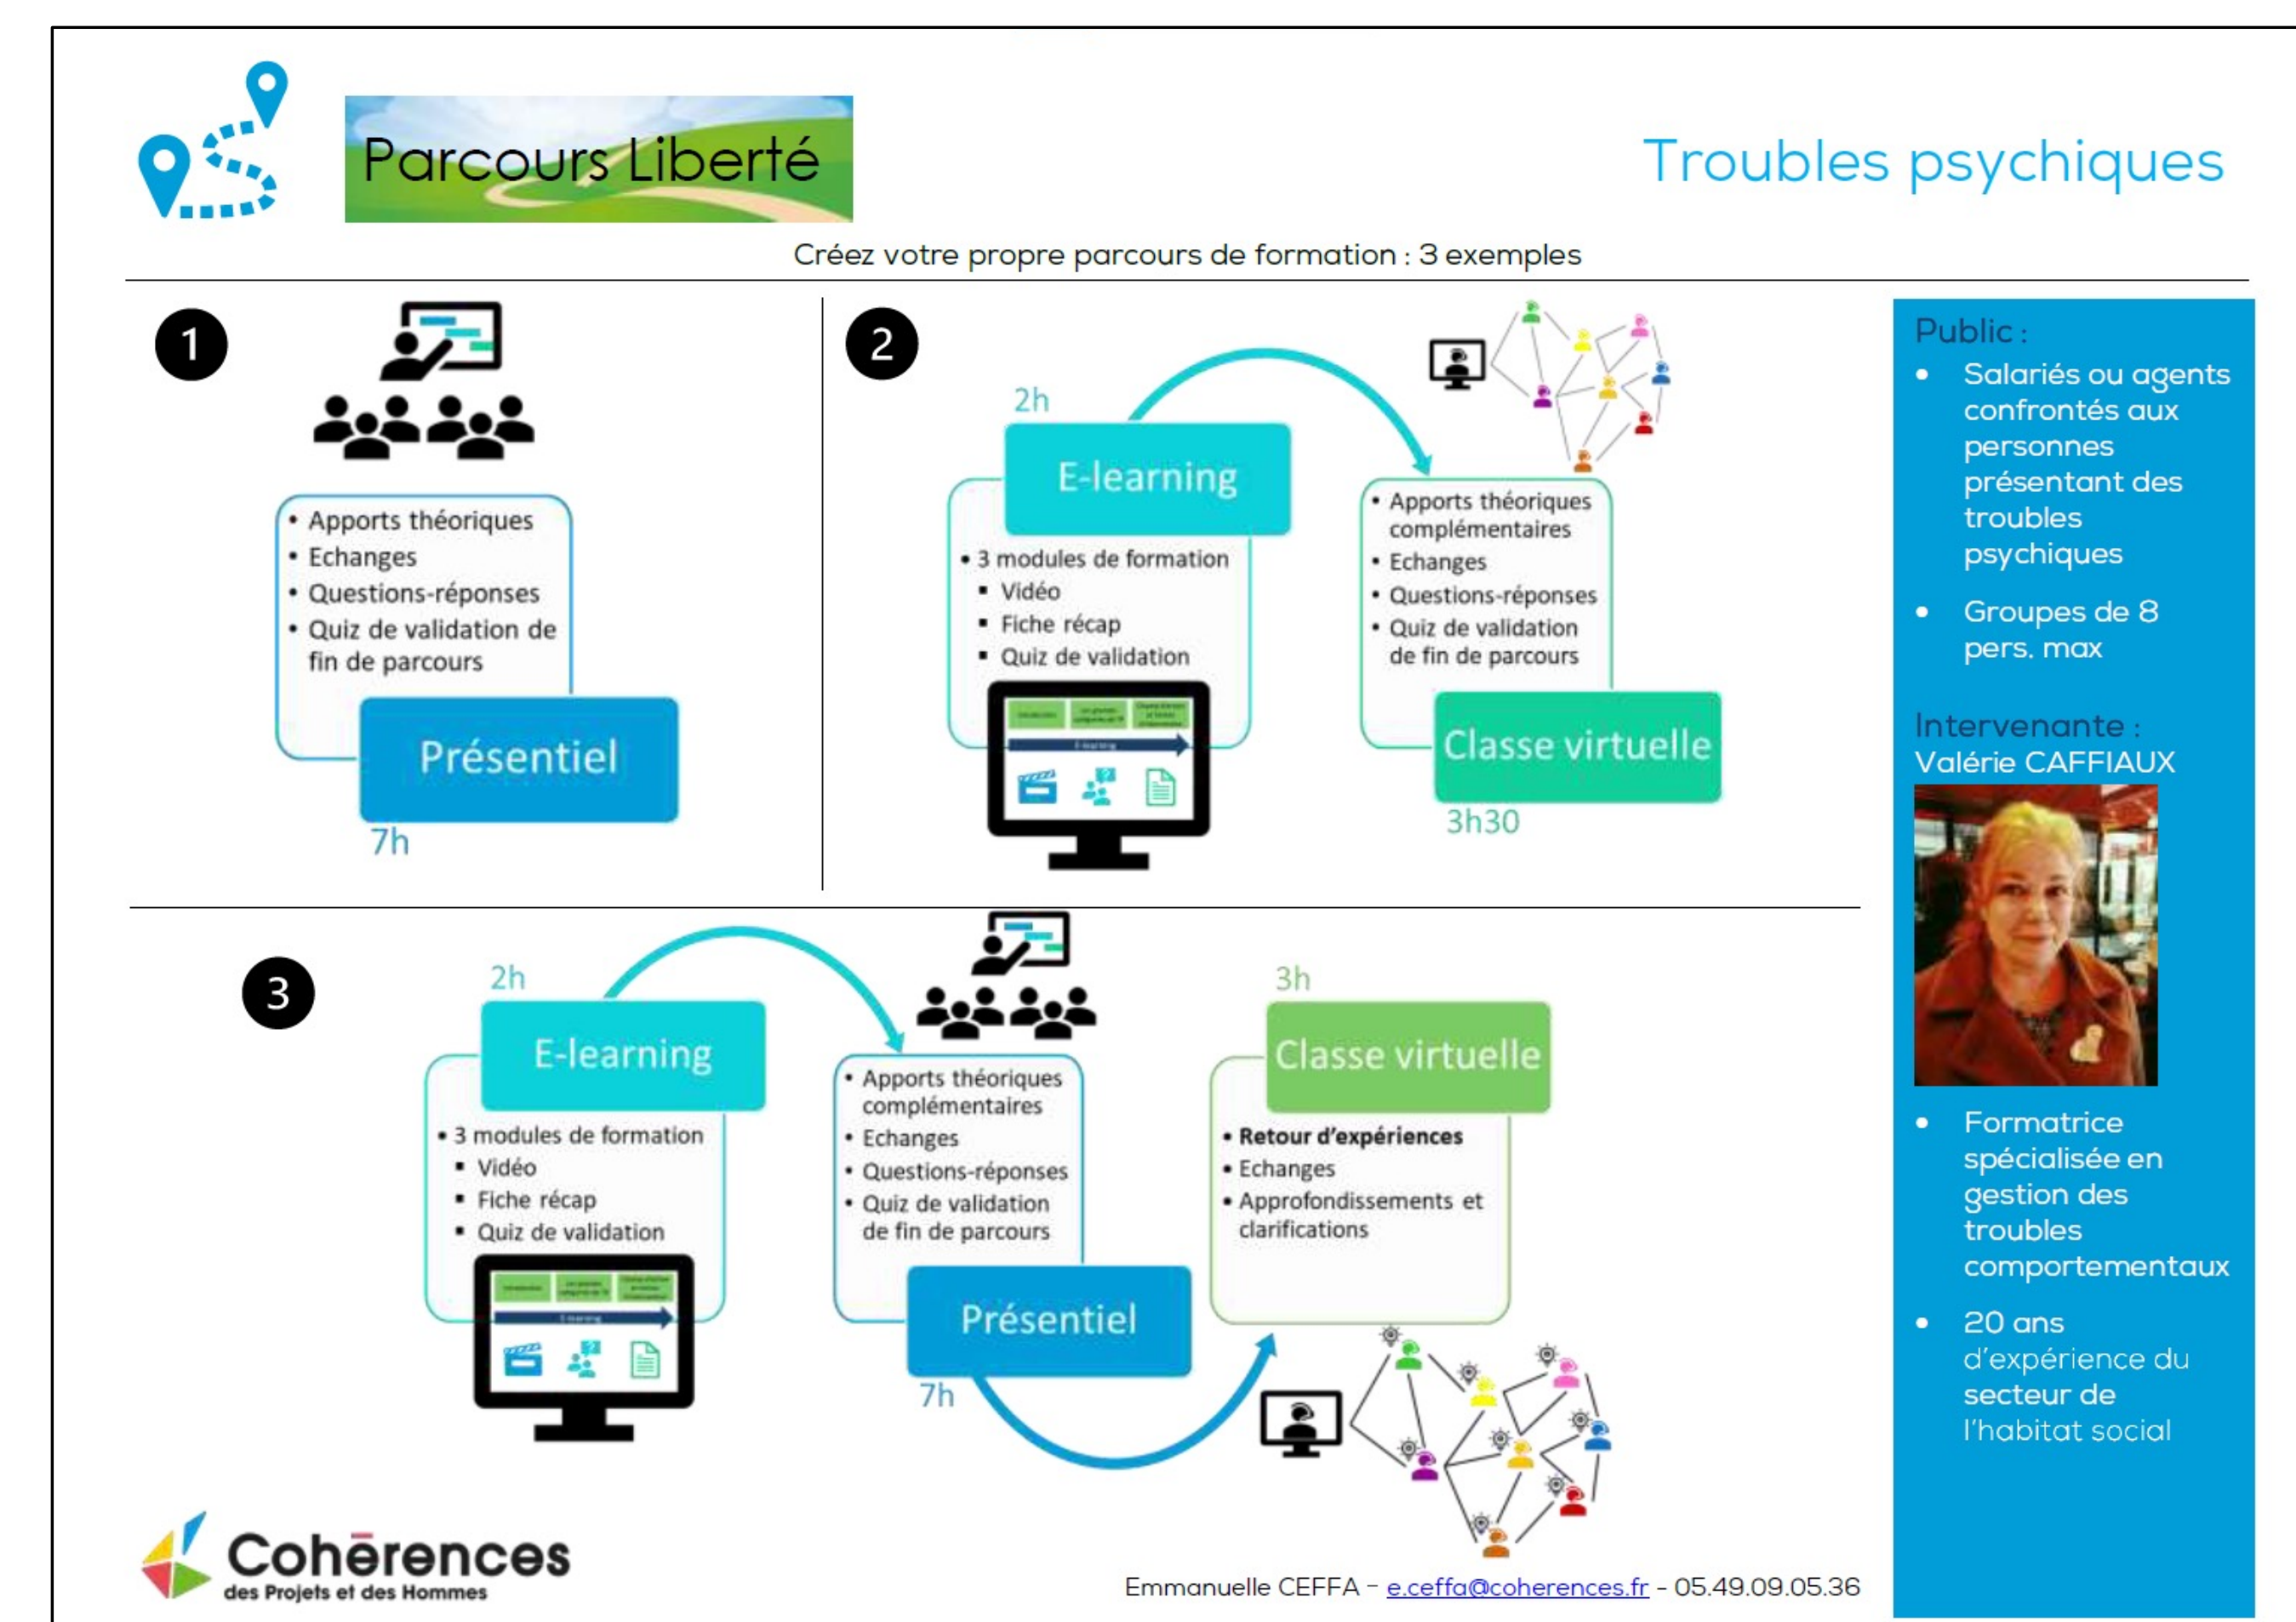 Parcours Liberté
Troubles psychiques
Créez votre propre parcours de formation : 3 exemples
1
• Apports théoriques
• Echanges
• Questions-réponses
• Quiz de validation de
fin de parcours
Présentiel
7h
2
2h
E-learning
• 3 modules de formation
▪ Vidéo
▪ Fiche récap
▪ Quiz de validation
E-learning
• Apports théoriques
complémentaires
• Echanges
• Questions-réponses
• Quiz de validation
de fin de parcours
Classe virtuelle
3h30
3
2h
E-learning
• 3 modules de formation
▪ Vidéo
▪ Fiche récap
▪ Quiz de validation
E-learning
• Apports théoriques
complémentaires
• Echanges
• Questions-réponses
• Quiz de validation
de fin de parcours
Présentiel
7h
3h
Classe virtuelle
• Retour d'expériences
• Echanges
• Approfondissements et
clarifications
Public :
• Salariés ou agents
confrontés aux
personnes
présentant des
troubles
psychiques
• Groupes de 8
pers. max
Intervenante :
Valérie CAFFIAUX
• Formatrice
spécialisée en
gestion des
troubles
comportementaux
• 20 ans
d'expérience du
secteur de
l'habitat social
Cohērences
des Projets et des Hommes
Emmanuelle CEFFA – e.ceffa@coherences.fr - 05.49.09.05.36